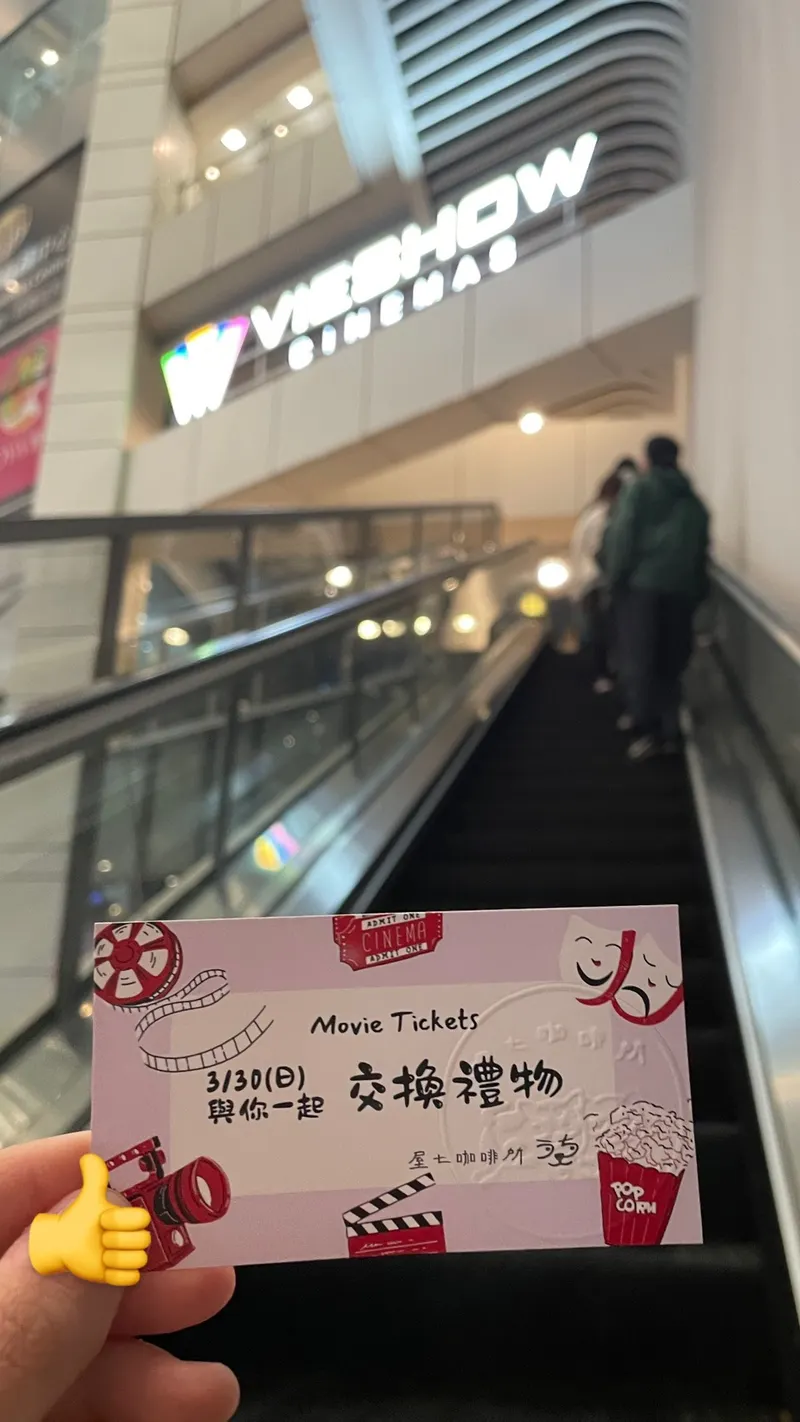 VIESHOW
CINEMAS
ADMIT ONE
CINEMA
ADMIT ONE
Movie Tickets
3/30(日)
與你一起 交換禮物
屋七咖啡所
POP
CORN